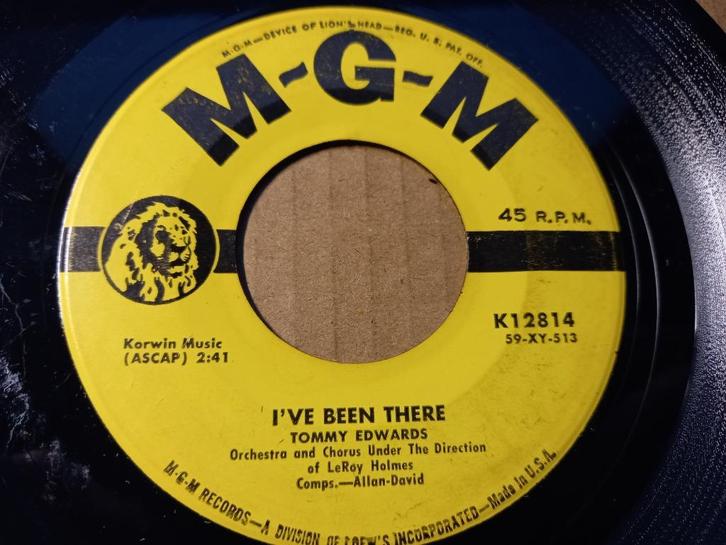 M-G-M—DEVICE OF LION'S HEAD—REG. U. S. PAT. OFF.
M-G-M
45 R.P.M.
K12814
59-XY-513
Korwin Music
(ASCAP) 2:41
I'VE BEEN THERE
TOMMY EDWARDS
Orchestra and Chorus Under The Direction
of LeRoy Holmes
Comps.—Allan-David
M-G-M RECORDS—A DIVISION OF LOEW'S INCORPORATED—Made In U.S.A.